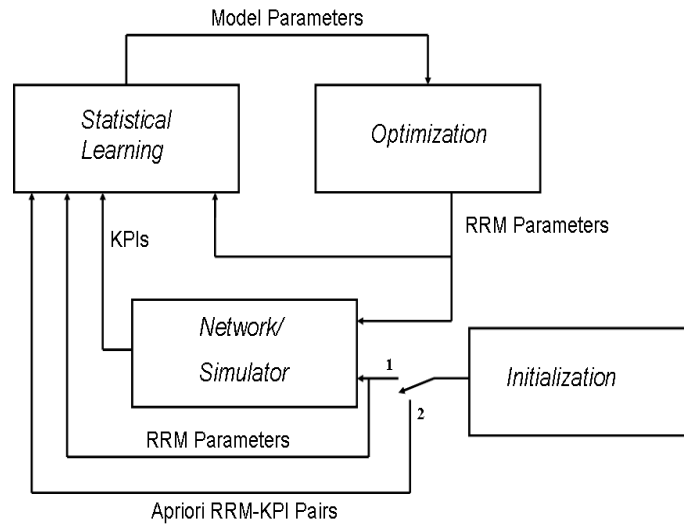 Model Parameters
Statistical
Learning
Optimization
RRM Parameters
KPIs
Network/
Simulator
1
2
Initialization
RRM Parameters
Apriori RRM-KPI Pairs